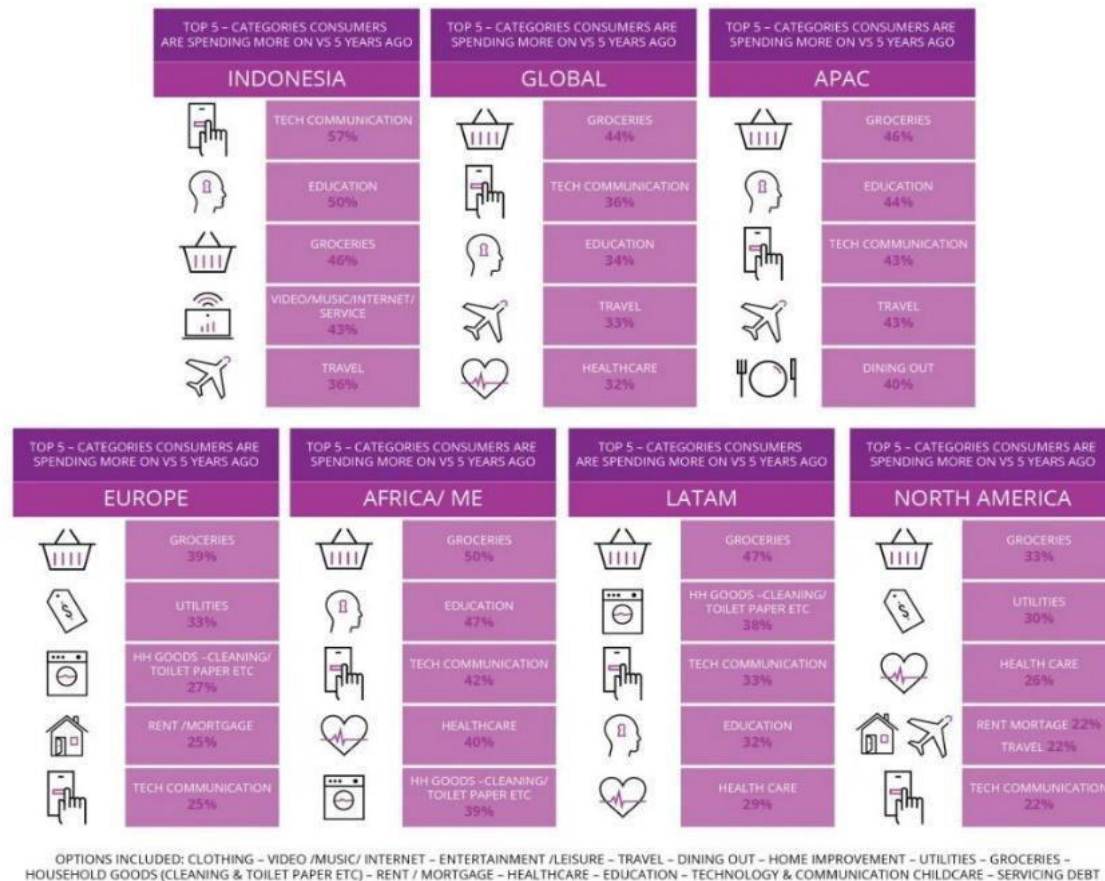 TOP 5 – CATEGORIES CONSUMERS
ARE SPENDING MORE ON VS 5 YEARS AGO
INDONESIA
TECH COMMUNICATION
57%
EDUCATION
50%
GROCERIES
46%
VIDEO/MUSIC/INTERNET/
SERVICE
43%
TRAVEL
36%
TOP 5 – CATEGORIES CONSUMERS ARE
SPENDING MORE ON VS 5 YEARS AGO
GLOBAL
GROCERIES
44%
TECH COMMUNICATION
36%
EDUCATION
34%
TRAVEL
33%
HEALTHCARE
32%
TOP 5 – CATEGORIES CONSUMERS ARE
SPENDING MORE ON VS 5 YEARS AGO
APAC
GROCERIES
46%
EDUCATION
44%
TECH COMMUNICATION
43%
TRAVEL
43%
DINING OUT
40%
TOP 5 – CATEGORIES CONSUMERS ARE
SPENDING MORE ON VS 5 YEARS AGO
EUROPE
GROCERIES
39%
UTILITIES
33%
HH GOODS –CLEANING/
TOILET PAPER ETC
27%
RENT /MORTGAGE
25%
TECH COMMUNICATION
25%
TOP 5 – CATEGORIES CONSUMERS ARE
SPENDING MORE ON VS 5 YEARS AGO
AFRICA/ ME
GROCERIES
50%
EDUCATION
47%
TECH COMMUNICATION
42%
HEALTHCARE
40%
HH GOODS –CLEANING/
TOILET PAPER ETC
39%
TOP 5 – CATEGORIES CONSUMERS
ARE SPENDING MORE ON VS 5 YEARS AGO
LATAM
GROCERIES
47%
HH GOODS –CLEANING/
TOILET PAPER ETC
38%
TECH COMMUNICATION
33%
EDUCATION
32%
HEALTH CARE
29%
TOP 5 – CATEGORIES CONSUMERS ARE
SPENDING MORE ON VS 5 YEARS AGO
NORTH AMERICA
GROCERIES
33%
UTILITIES
30%
HEALTH CARE
26%
RENT MORTAGE 22%
TRAVEL 22%
TECH COMMUNICATION
22%
OPTIONS INCLUDED: CLOTHING – VIDEO /MUSIC/ INTERNET – ENTERTAINMENT /LEISURE – TRAVEL – DINING OUT – HOME IMPROVEMENT – UTILITIES – GROCERIES –
HOUSEHOLD GOODS (CLEANING & TOILET PAPER ETC) – RENT / MORTGAGE – HEALTHCARE – EDUCATION – TECHNOLOGY & COMMUNICATION CHILDCARE – SERVICING DEBT